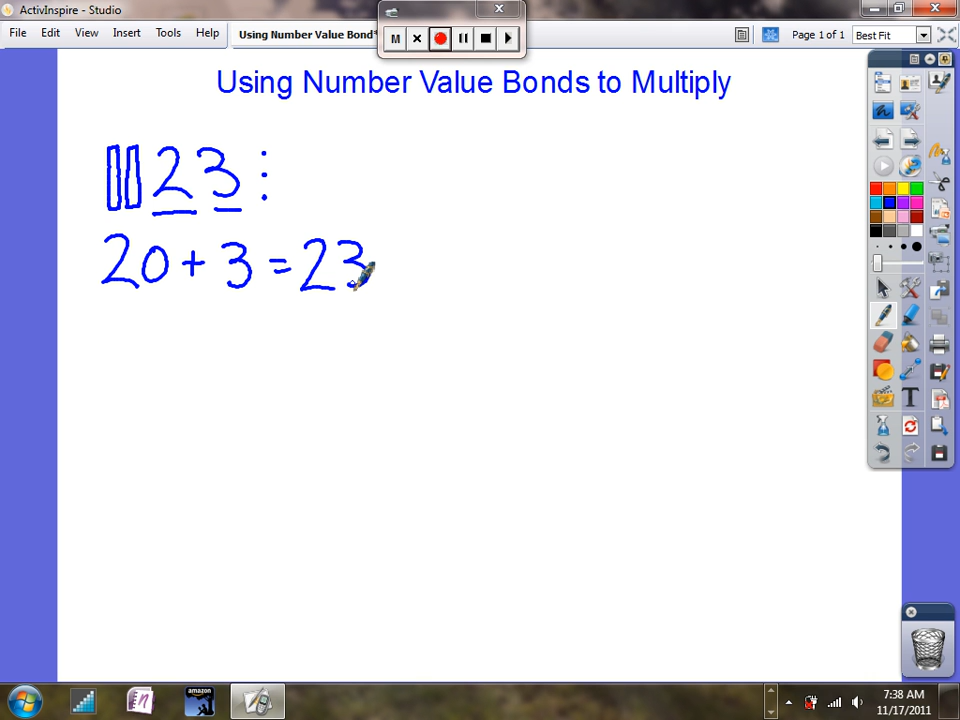 ActivInspire - Studio
File Edit View Insert Tools Help Using Number Value Bond* M Page 1 of 1 Best Fit
Using Number Value Bonds to Multiply
23
20 + 3 = 23
T
amazon
7:38 AM
11/17/2011